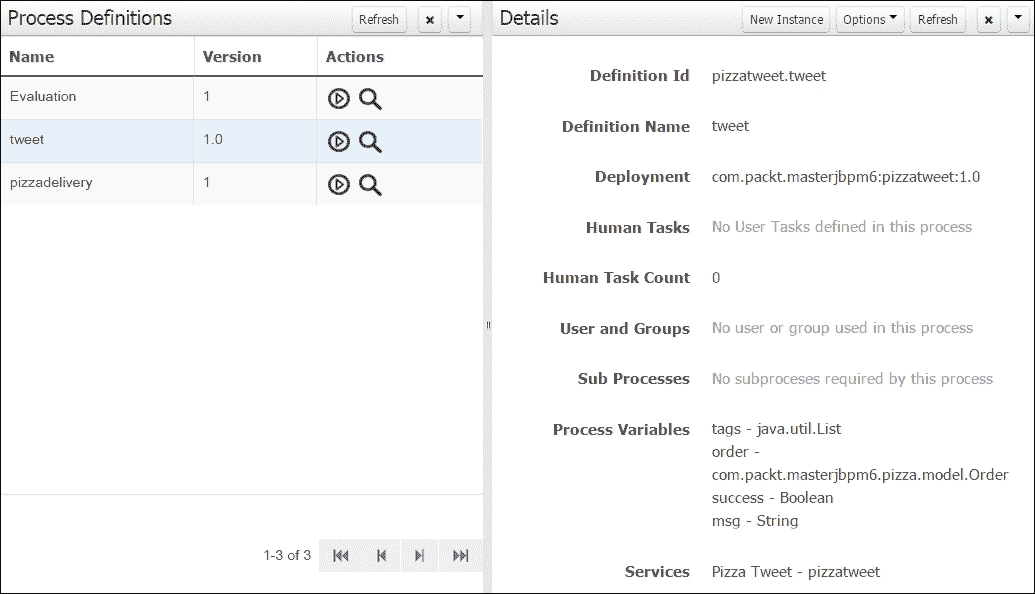 Process Definitions
Refresh
Name Version Actions
Evaluation 1
tweet 1.0
pizzadelivery 1
1-3 of 3
Details
New Instance Options Refresh
Definition Id pizzatweet.tweet
Definition Name tweet
Deployment com.packt.masterjbpm6:pizzatweet:1.0
Human Tasks No User Tasks defined in this process
Human Task Count 0
User and Groups No user or group used in this process
Sub Processes No subproceses required by this process
Process Variables tags - java.util.List
order -
com.packt.masterjbpm6.pizza.model.Order
success - Boolean
msg - String
Services Pizza Tweet - pizzatweet